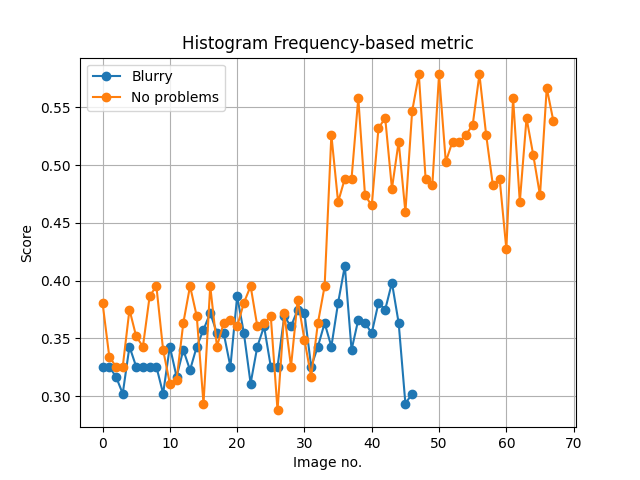 Histogram Frequency-based metric
Blurry
No problems
0.55
0.50
0.45
0.40
0.35
0.30
Score
0 10 20 30 40 50 60 70
Image no.